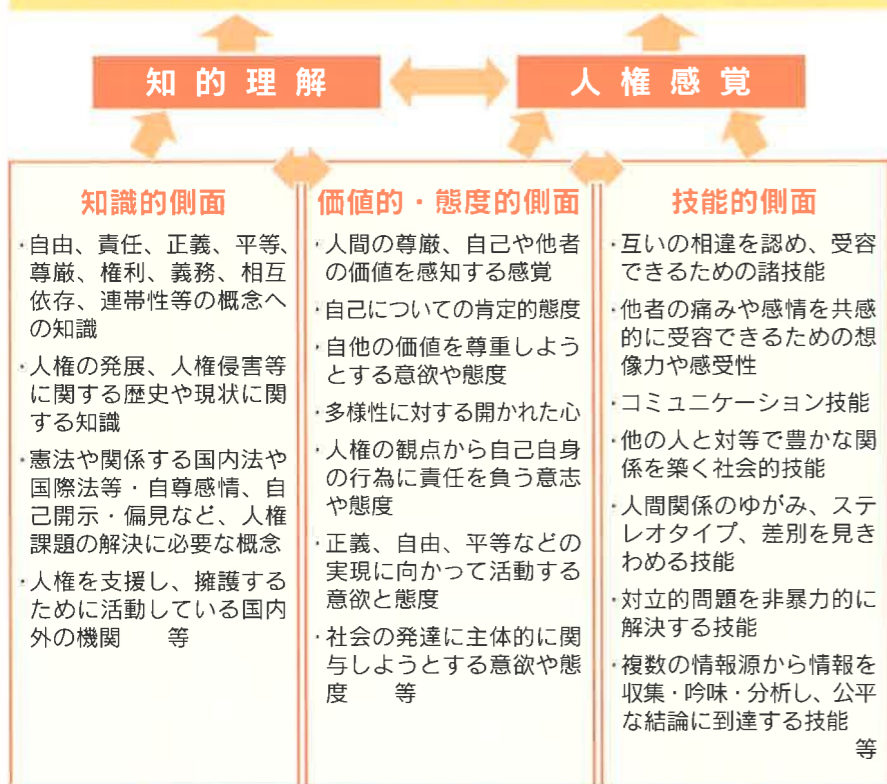 知的理解
人権感覚
知識的側面
・自由、責任、正義、平等、
尊厳、権利、義務、相互
依存、連帯性等の概念へ
の知識
・人権の発展、人権侵害等
に関する歴史や現状に関
する知識
・憲法や関係する国内法や
国際法等・自尊感情、自
己開示・偏見など、人権
課題の解決に必要な概念
・人権を支援し、擁護する
ために活動している国内
外の機関　　等
価値的・態度的側面
・人間の尊厳、自己や他者
の価値を感知する感覚
・自己についての肯定的態度
・自他の価値を尊重しよう
とする意欲や態度
・多様性に対する開かれた心
・人権の観点から自己自身
の行為に責任を負う意志
や態度
・正義、自由、平等などの
実現に向かって活動する
意欲と態度
・社会の発達に主体的に関
与しようとする意欲や態
度　　等
技能的側面
・互いの相違を認め、受容
できるための諸技能
・他者の痛みや感情を共感
的に受容できるための想
像力や感受性
・コミュニケーション技能
・他の人と対等で豊かな関
係を築く社会的技能
・人間関係のゆがみ、ステ
レオタイプ、差別を見き
わめる技能
・対立的問題を非暴力的に
解決する技能
・複数の情報源から情報を
収集・吟味・分析し、公平
な結論に到達する技能
等